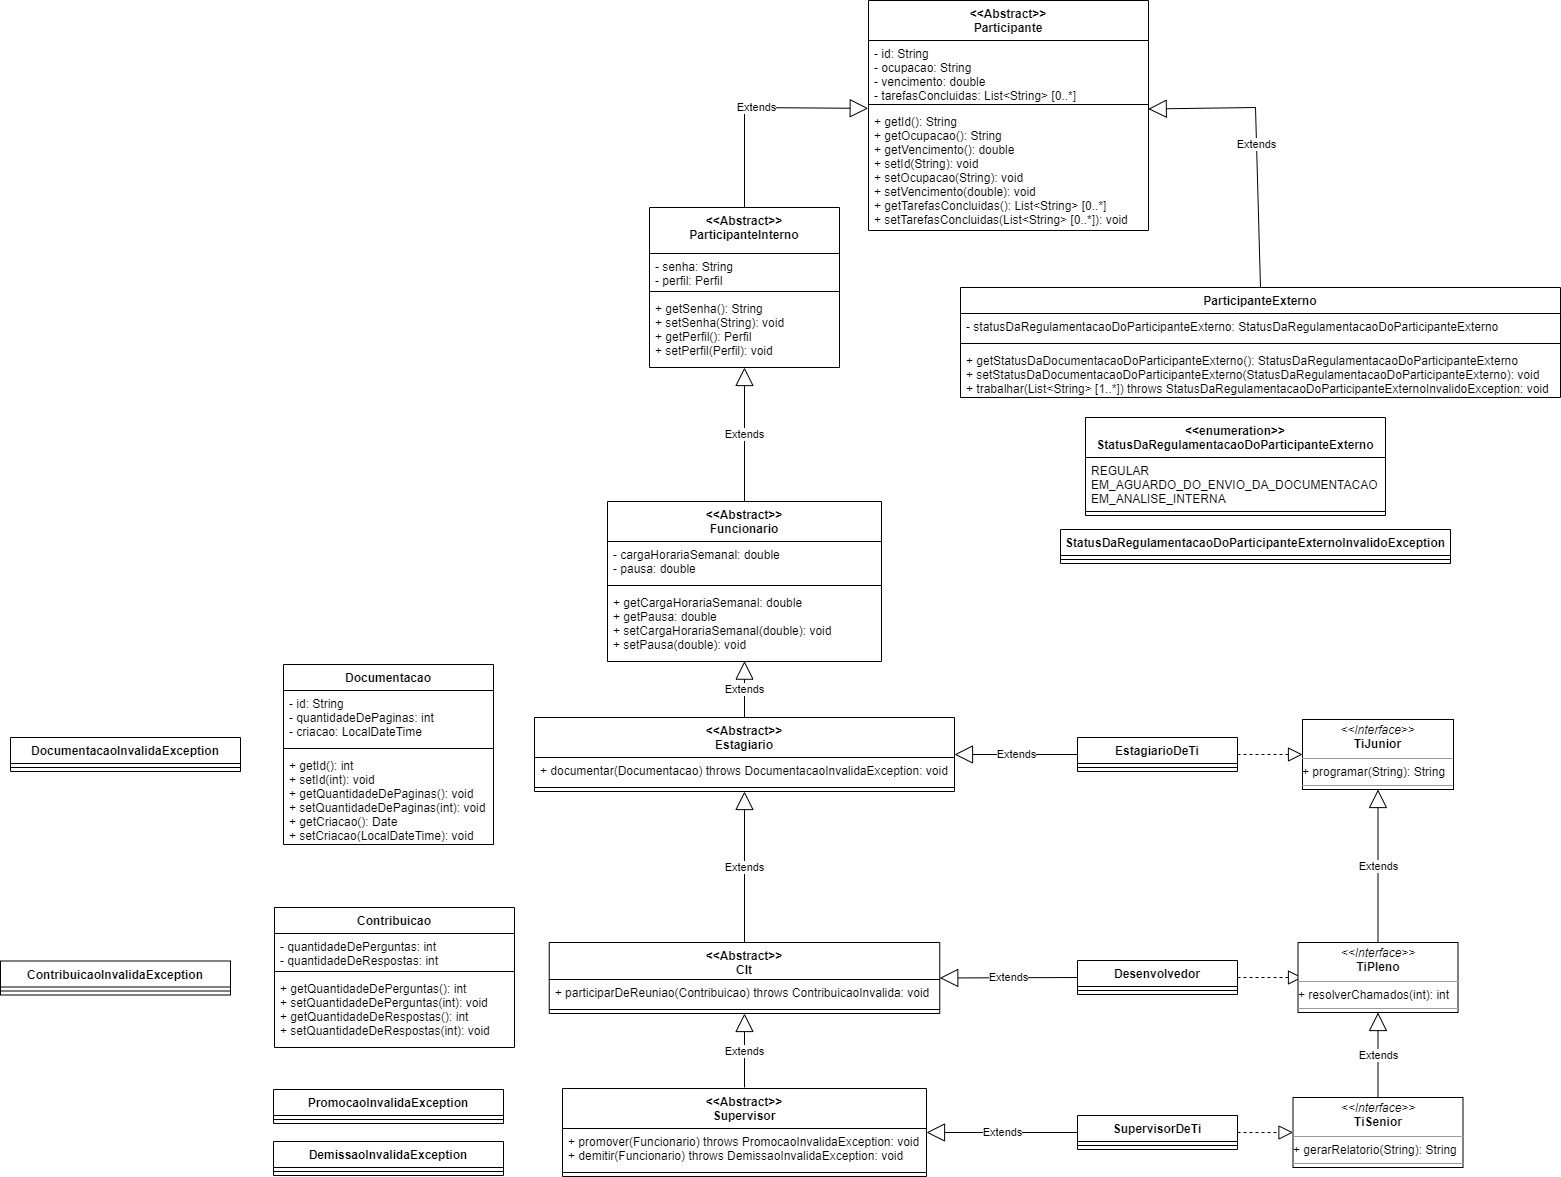 <<Abstract>>
Participante
- id: String
- ocupacao: String
- vencimento: double
- tarefasConcluidas: List<String> [0..*]
+ getId(): String
+ getOcupacao(): String
+ getVencimento(): double
+ setId(String): void
+ setOcupacao(String): void
+ setVencimento(double): void
+ getTarefasConcluidas(): List<String> [0..*]
+ setTarefasConcluidas(List<String> [0..*]): void
Extends
Extends
<<Abstract>>
ParticipanteInterno
- senha: String
- perfil: Perfil
+ getSenha(): String
+ setSenha(String): void
+ getPerfil(): Perfil
+ setPerfil(Perfil): void
ParticipanteExterno
- statusDaRegulamentacaoDoParticipanteExterno: StatusDaRegulamentacaoDoParticipanteExterno
+ getStatusDaDocumentacaoDoParticipanteExterno(): StatusDaRegulamentacaoDoParticipanteExterno
+ setStatusDaDocumentacaoDoParticipanteExterno(StatusDaRegulamentacaoDoParticipanteExterno): void
+ trabalhar(List<String> [1..*]) throws StatusDaRegulamentacaoDoParticipanteExternoInvalidoException: void
<<enumeration>>
StatusDaRegulamentacaoDoParticipanteExterno
REGULAR
EM_AGUARDO_DO_ENVIO_DA_DOCUMENTACAO
EM_ANALISE_INTERNA
StatusDaRegulamentacaoDoParticipanteExternoInvalidoException
Extends
<<Abstract>>
Funcionario
- cargaHorariaSemanal: double
- pausa: double
+ getCargaHorariaSemanal: double
+ getPausa: double
+ setCargaHorariaSemanal(double): void
+ setPausa(double): void
Extends
Documentacao
- id: String
- quantidadeDePaginas: int
- criacao: LocalDateTime
+ getId(): int
+ setId(int): void
+ getQuantidadeDePaginas(): void
+ setQuantidadeDePaginas(int): void
+ getCriacao(): Date
+ setCriacao(LocalDateTime): void
DocumentacaoInvalidaException
<<Abstract>>
Estagiario
+ documentar(Documentacao) throws DocumentacaoInvalidaException: void
Extends
EstagiarioDeTi
<<Interface>>
TiJunior
+ programar(String): String
Extends
Extends
Contribuicao
- quantidadeDePerguntas: int
- quantidadeDeRespostas: int
+ getQuantidadeDePerguntas(): int
+ setQuantidadeDePerguntas(int): void
+ getQuantidadeDeRespostas(): int
+ setQuantidadeDeRespostas(int): void
ContribuicaoInvalidaException
<<Abstract>>
Clt
+ participarDeReuniao(Contribuicao) throws ContribuicaoInvalida: void
Extends
Desenvolvedor
<<Interface>>
TiPleno
+ resolverChamados(int): int
Extends
Extends
PromocaoInvalidaException
DemissaoInvalidaException
<<Abstract>>
Supervisor
+ promover(Funcionario) throws PromocaoInvalidaException: void
+ demitir(Funcionario) throws DemissaoInvalidaException: void
Extends
SupervisorDeTi
<<Interface>>
TiSenior
+ gerarRelatorio(String): String